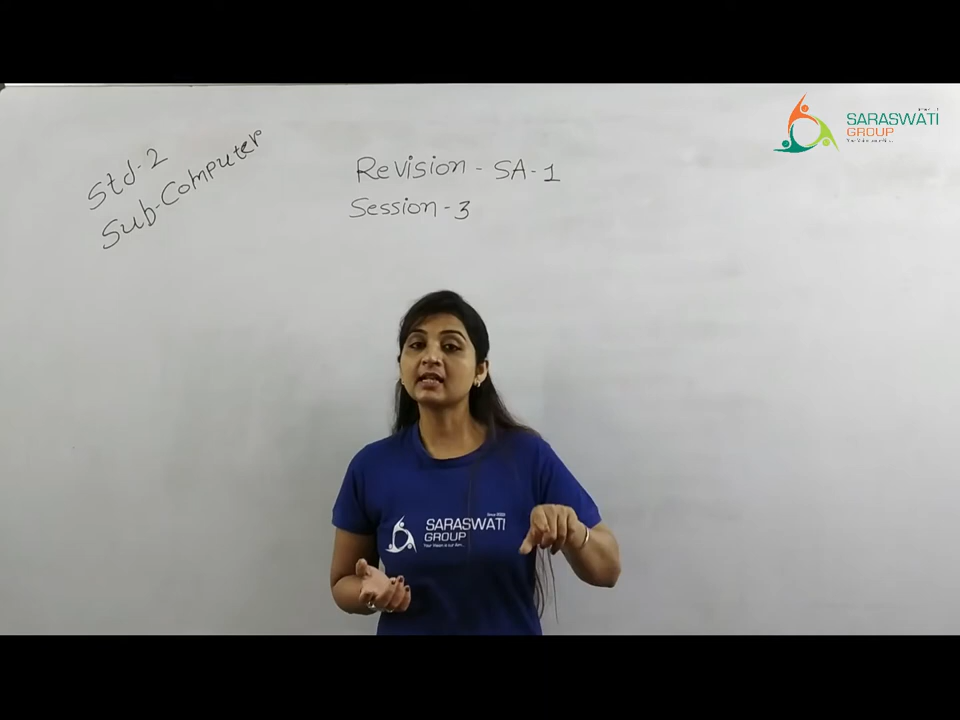 Std:2
Sub-Computer
Revision - SA-1
Session - 3
SARASWATI
GROUP
SARASWATI
GROUP